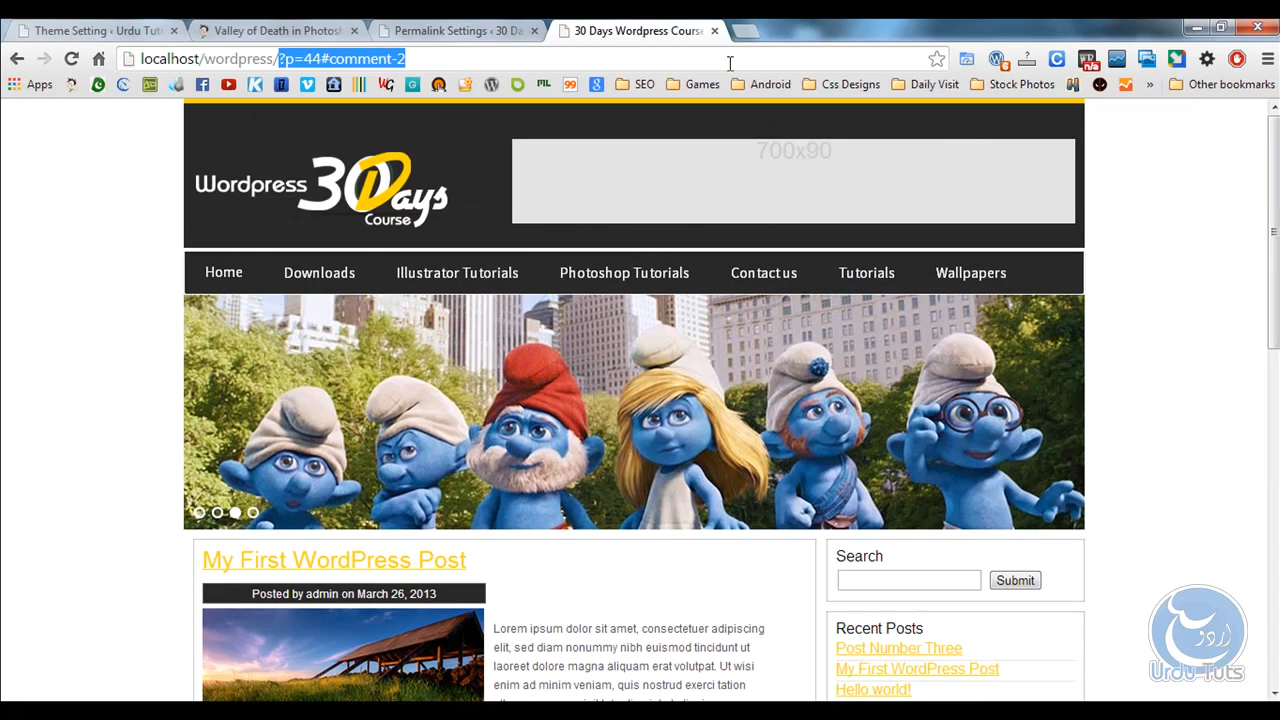 Theme Setting ‹ Urdu Tut
Valley of Death in Photosh
Permalink Settings ‹ 30 Da
30 Days Wordpress Course
localhost/wordpress/?p=44#comment-2
Apps
SEO
Games
Android
Css Designs
Daily Visit
Stock Photos
»
Other bookmarks
Wordpress 30 Days
Course
700x90
Home
Downloads
Illustrator Tutorials
Photoshop Tutorials
Contact us
Tutorials
Wallpapers
My First WordPress Post
Posted by admin on March 26, 2013
Lorem ipsum dolor sit amet, consectetuer adipiscing
elit, sed diam nonummy nibh euismod tincidunt ut
laoreet dolore magna aliquam erat volutpat. Ut wisi
enim ad minim veniam, quis nostrud exerci tation
Search
Submit
Recent Posts
Post Number Three
My First WordPress Post
Hello world!
اردو
Urdu Tuts